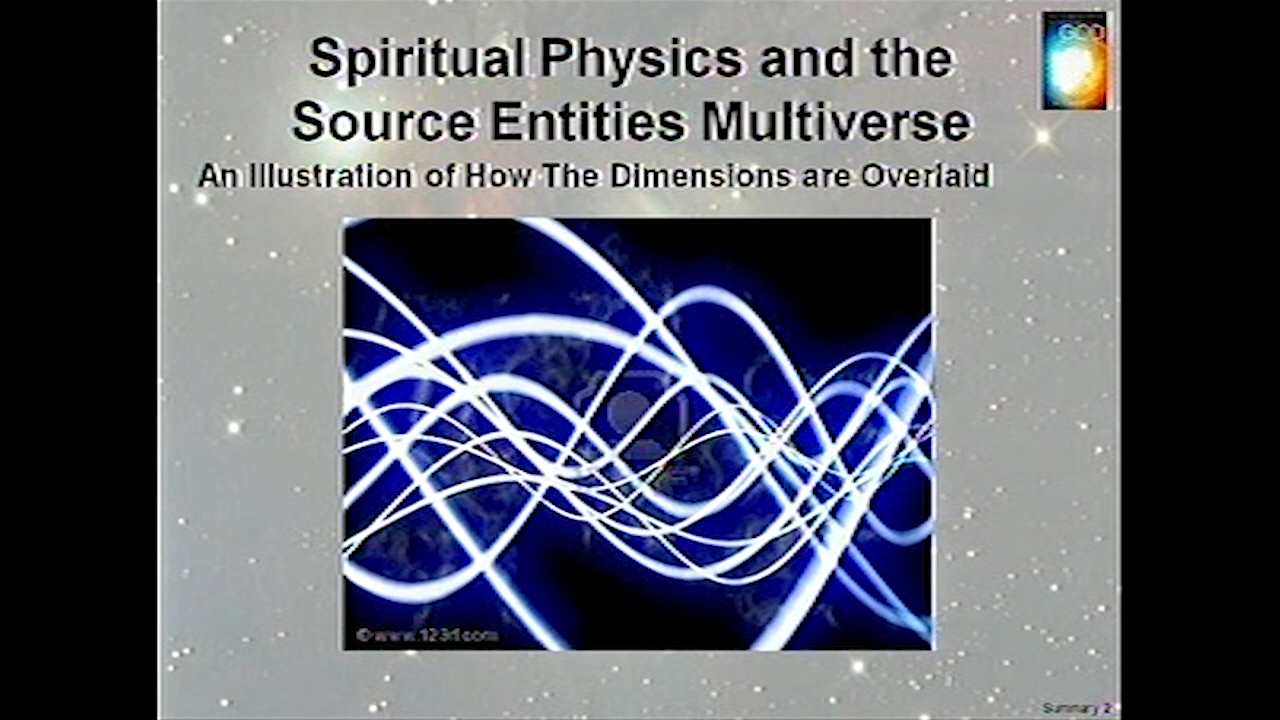 Spiritual Physics and the
Source Entities Multiverse
An Illustration of How The Dimensions are Overlaid
GOD
©www.123rf.com
Summary 2